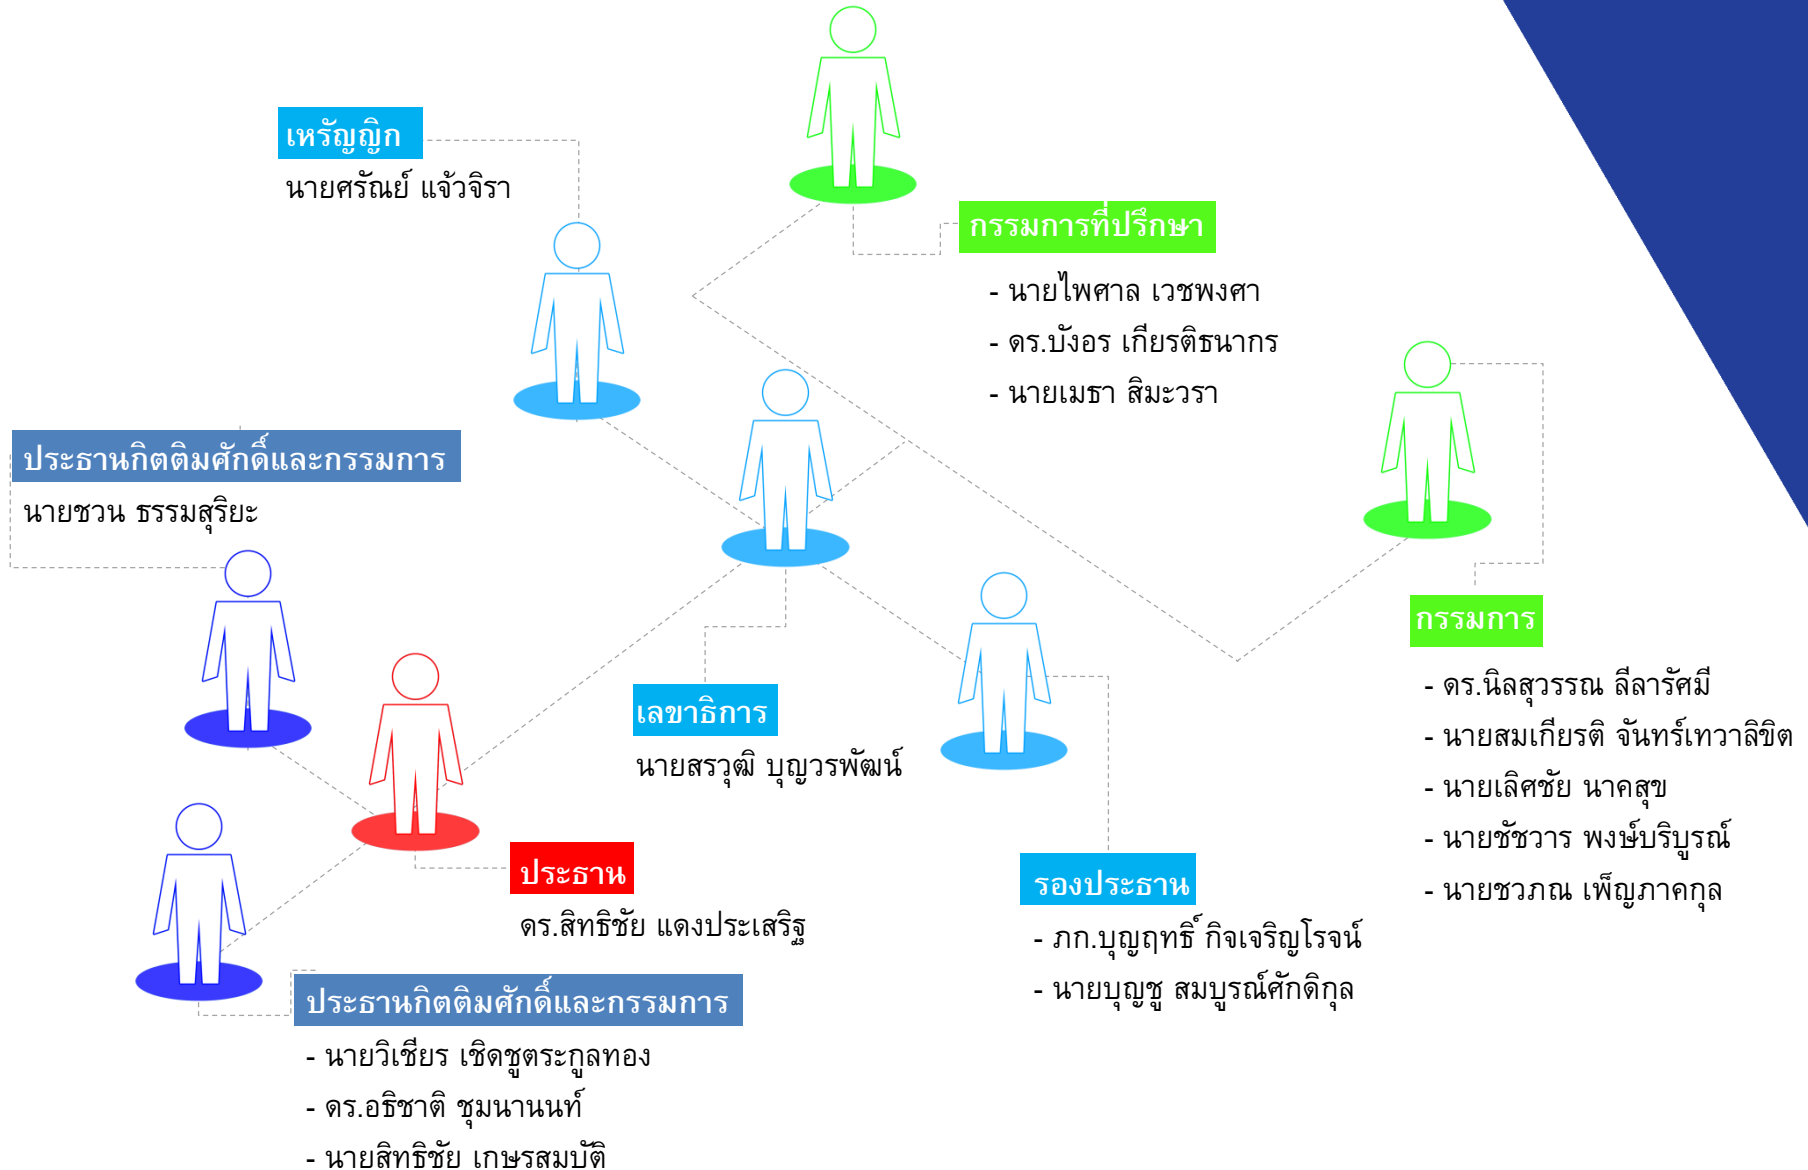 เหรัญญิก
นายศรัณย์ แจ้วจิรา
กรรมการที่ปรึกษา
- นายไพศาล เวชพงศา
- ดร.บังอร เกียรติธนากร
- นายเมธา สิมะวรา
ประธานกิตติมศักดิ์และกรรมการ
นายชวน ธรรมสุริยะ
กรรมการ
- ดร.นิลสุวรรณ ลีลารัศมี
- นายสมเกียรติ จันทร์เทวาลิขิต
- นายเลิศชัย นาคสุข
- นายชัชวาร พงษ์บริบูรณ์
- นายชวภณ เพ็ญภาคกุล
เลขาธิการ
นายสรวุฒิ บุญวรพัฒน์
ประธาน
ดร.สิทธิชัย แดงประเสริฐ
รองประธาน
- ภก.บุญฤทธิ์ กิจเจริญโรจน์
- นายบุญชู สมบูรณ์ศักดิกุล
ประธานกิตติมศักดิ์และกรรมการ
- นายวิเชียร เชิดชูตระกูลทอง
- ดร.อธิชาติ ชุมนานนท์
- นายสิทธิชัย เกษรสมบัติ